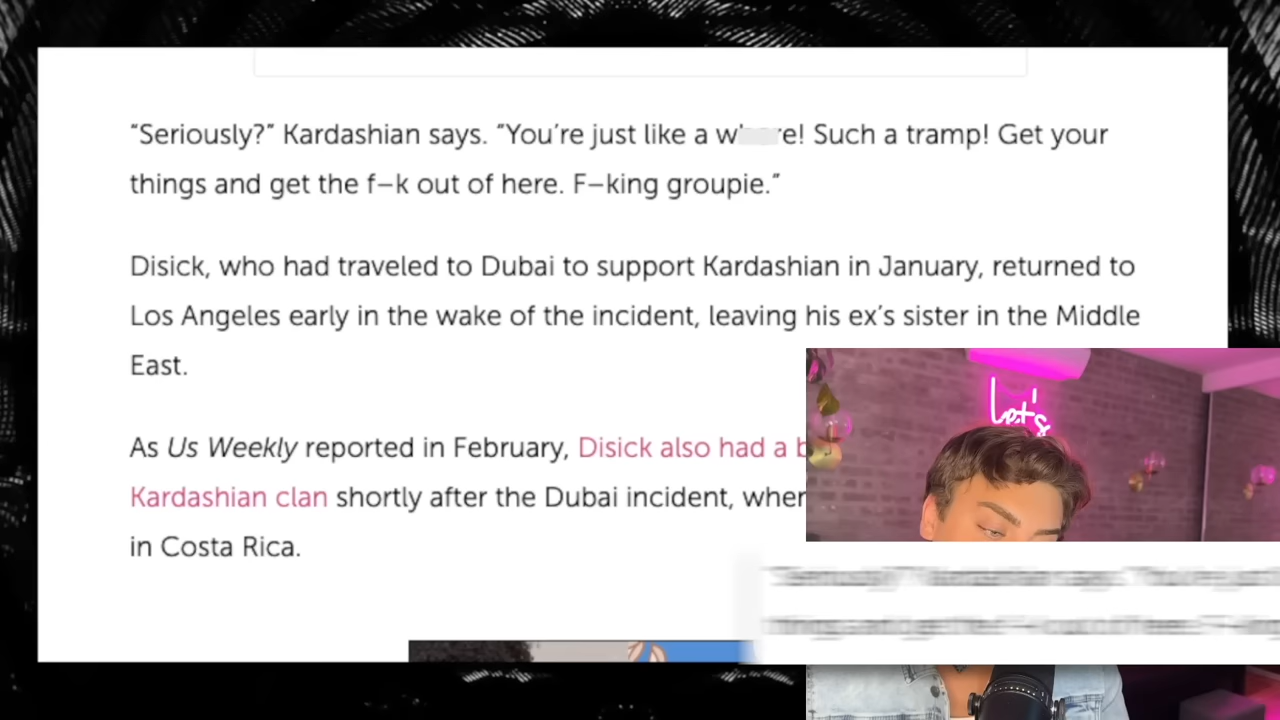 “Seriously?” Kardashian says. “You’re just like a w re! Such a tramp! Get your
things and get the f–k out of here. F–king groupie.”
Disick, who had traveled to Dubai to support Kardashian in January, returned to
Los Angeles early in the wake of the incident, leaving his ex’s sister in the Middle
East.
As Us Weekly reported in February, Disick also had a
Kardashian clan shortly after the Dubai incident,
in Costa Rica.
Let's